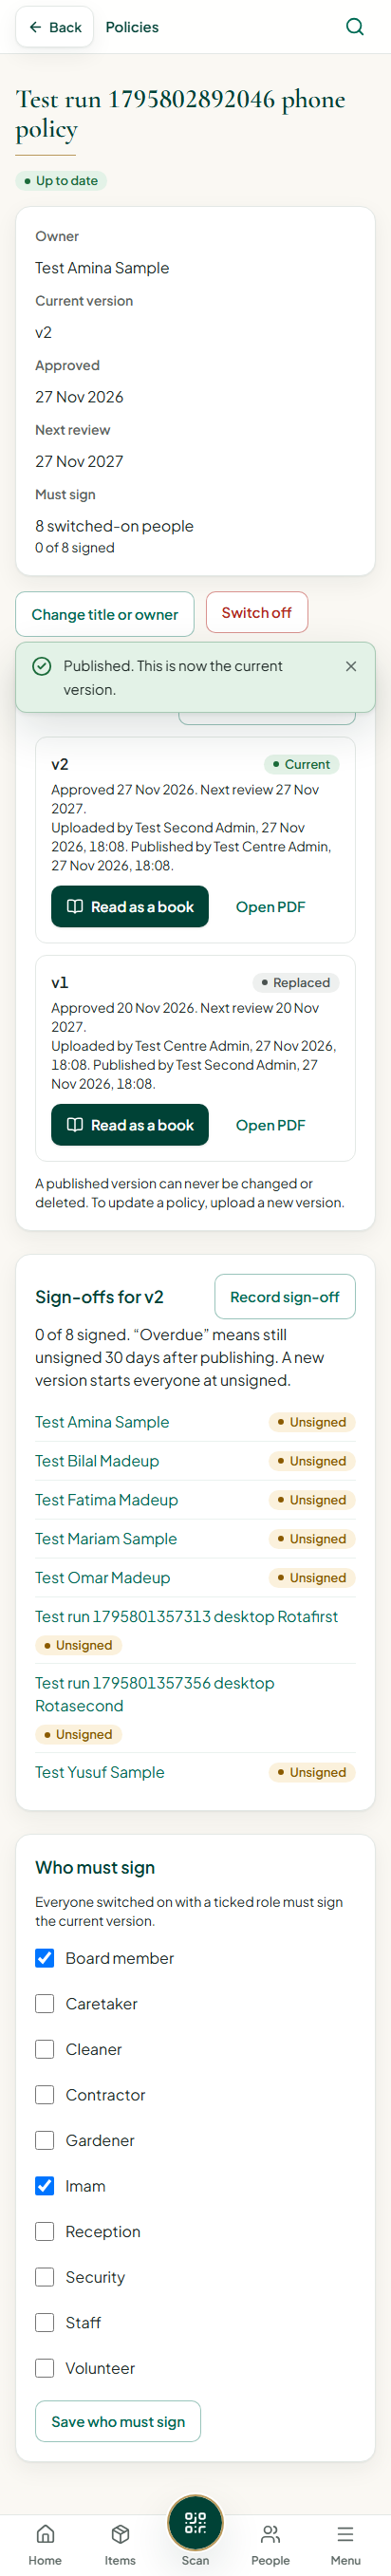 Back
Policies
Test run 1795802892046 phone
policy
Up to date
Owner
Test Amina Sample
Current version
v2
Approved
27 Nov 2026
Next review
27 Nov 2027
Must sign
8 switched-on people
0 of 8 signed
Change title or owner
Switch off
Published. This is now the current
version.
v2
Current
Approved 27 Nov 2026. Next review 27 Nov
2027.
Uploaded by Test Second Admin, 27 Nov
2026, 18:08. Published by Test Centre Admin,
27 Nov 2026, 18:08.
Read as a book
Open PDF
v1
Replaced
Approved 20 Nov 2026. Next review 20 Nov
2027.
Uploaded by Test Centre Admin, 27 Nov 2026,
18:08. Published by Test Second Admin, 27
Nov 2026, 18:08.
Read as a book
Open PDF
A published version can never be changed or
deleted. To update a policy, upload a new version.
Sign-offs for v2
Record sign-off
0 of 8 signed. “Overdue” means still
unsigned 30 days after publishing. A new
version starts everyone at unsigned.
Test Amina Sample
Unsigned
Test Bilal Madeup
Unsigned
Test Fatima Madeup
Unsigned
Test Mariam Sample
Unsigned
Test Omar Madeup
Unsigned
Test run 1795801357313 desktop Rotafirst
Unsigned
Test run 1795801357356 desktop
Rotasecond
Unsigned
Test Yusuf Sample
Unsigned
Who must sign
Everyone switched on with a ticked role must sign
the current version.
Board member
Caretaker
Cleaner
Contractor
Gardener
Imam
Reception
Security
Staff
Volunteer
Save who must sign
Home
Items
Scan
People
Menu